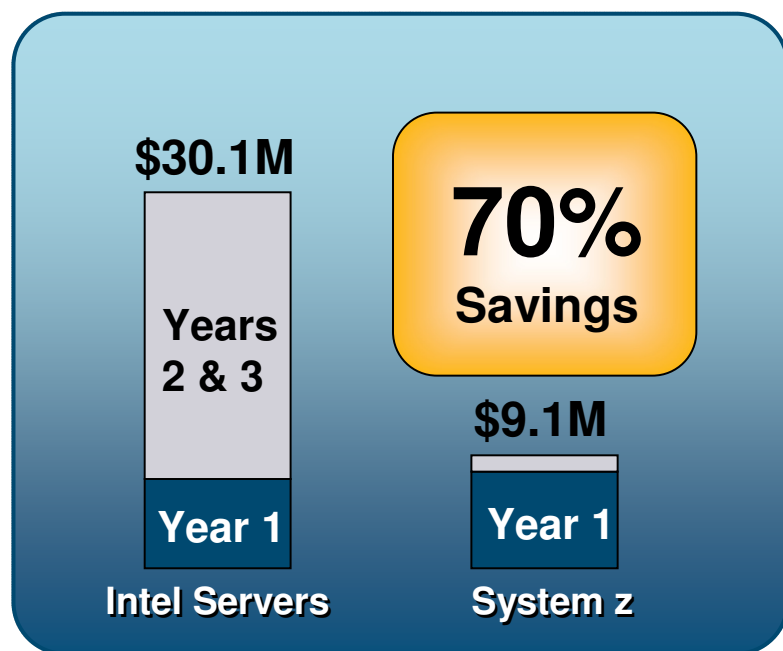 $30.1M
Years
2 & 3
Year 1
Intel Servers
70%
Savings
$9.1M
Year 1
System z